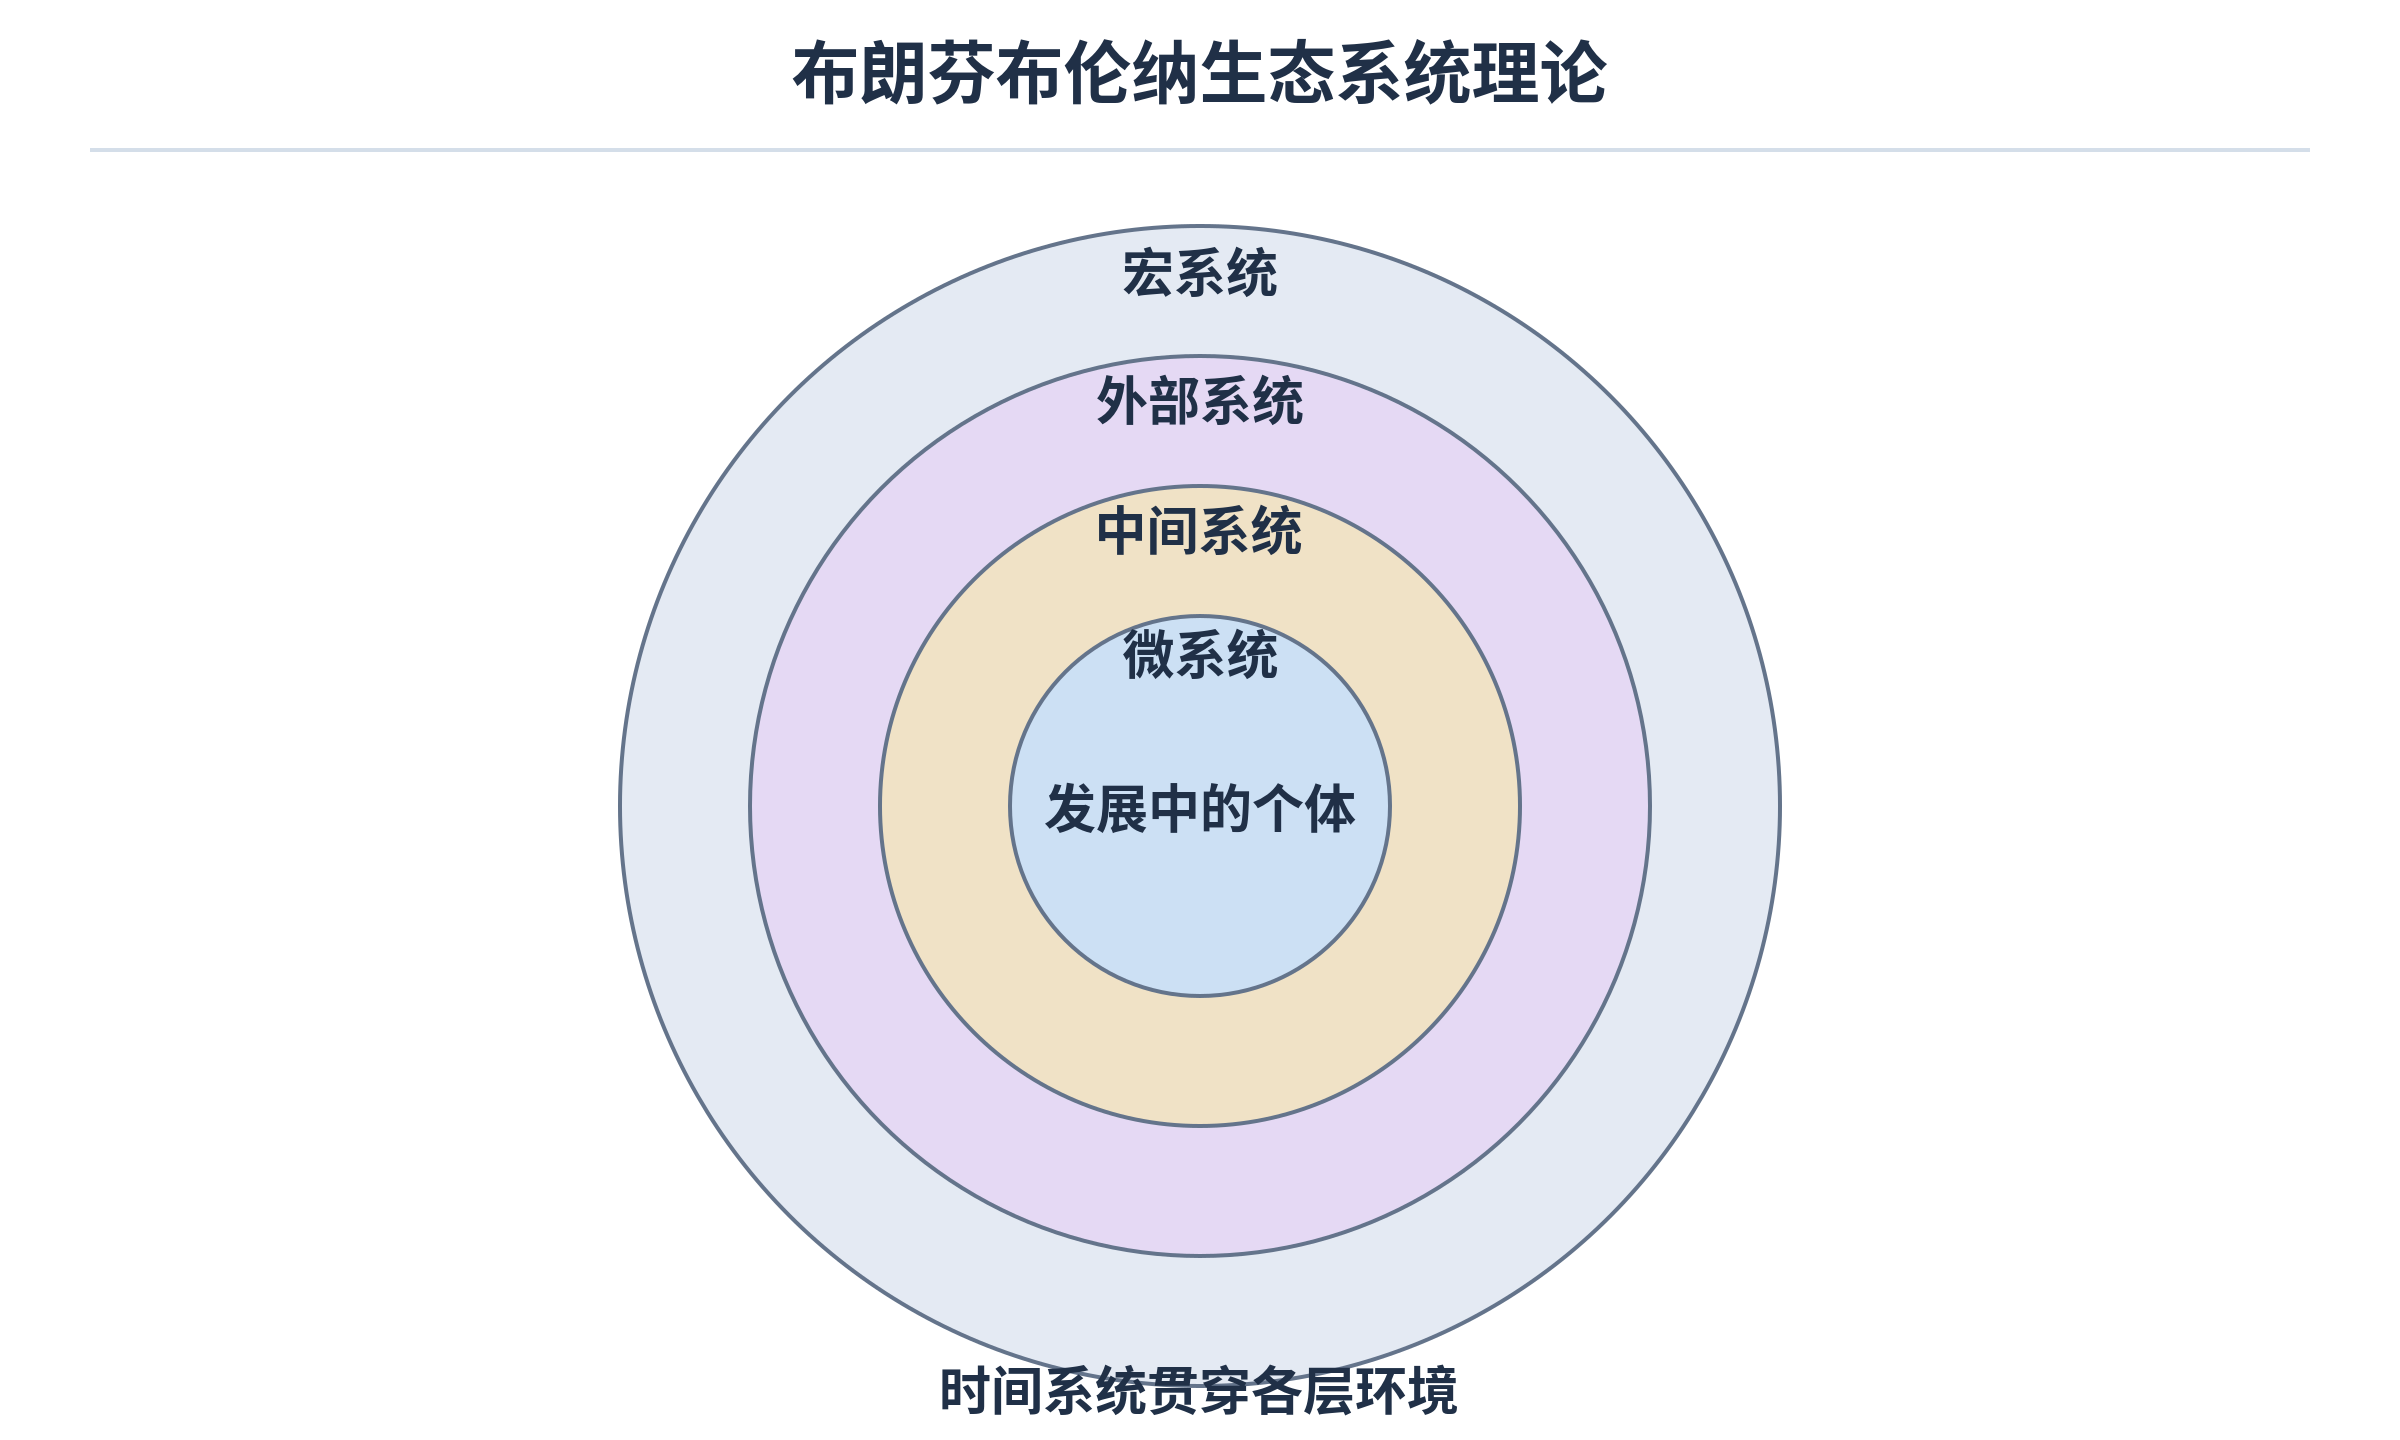 布朗芬布伦纳生态系统理论
宏系统
外部系统
中间系统
微系统
发展中的个体
时间系统贯穿各层环境